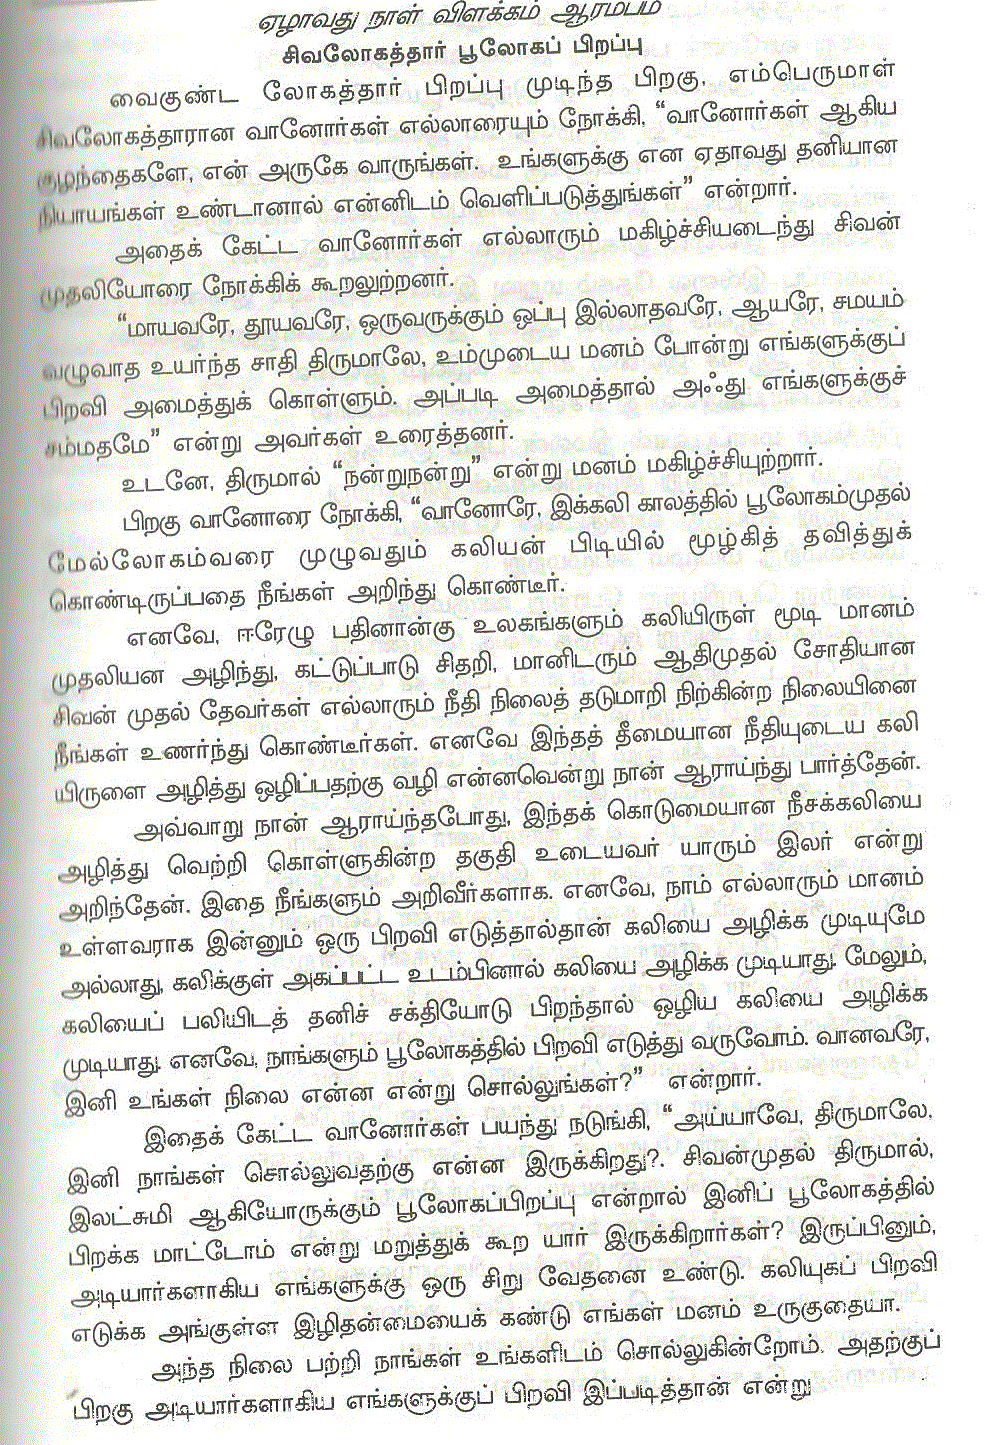 ஏழாவது நாள் விளக்கம் ஆரம்பம்
சிவலோகத்தார் பூலோகப் பிறப்பு
வைகுண்ட லோகத்தார் பிறப்பு முடிந்த பிறகு, எம்பெருமாள்
சிவலோகத்தாரான வானோர்கள் எல்லாரையும் நோக்கி, “வானோர்கள் ஆகிய
குழந்தைகளே, என் அருகே வாருங்கள். உங்களுக்கு என ஏதாவது தனியான
நியாயங்கள் உண்டானால் என்னிடம் வெளிப்படுத்துங்கள்” என்றார்.
அதைக் கேட்ட வானோர்கள் எல்லாரும் மகிழ்ச்சியடைந்து சிவன்
முதலியோரை நோக்கிக் கூறலுற்றனர்.
“மாயவரே, தூயவரே, ஒருவருக்கும் ஒப்பு இல்லாதவரே, ஆயரே, சமயம்
வழுவாத உயர்ந்த சாதி திருமாலே, உம்முடைய மனம் போன்று எங்களுக்குப்
பிறவி அமைத்துக் கொள்ளும். அப்படி அமைத்தால் அஃது எங்களுக்குச்
சம்மதமே” என்று அவர்கள் உரைத்தனர்.
உடனே, திருமால் “நன்றுநன்று” என்று மனம் மகிழ்ச்சியுற்றார்.
பிறகு வானோரை நோக்கி, “வானோரே, இக்கலி காலத்தில் பூலோகம்முதல்
மேல்லோகம்வரை முழுவதும் கலியன் பிடியில் மூழ்கித் தவித்துக்
கொண்டிருப்பதை நீங்கள் அறிந்து கொண்டீர்.
எனவே, ஈரேழு பதினான்கு உலகங்களும் கலியிருள் மூடி மானம்
முதலியன அழிந்து, கட்டுப்பாடு சிதறி, மானிடரும் ஆதிமுதல் சோதியான
சிவன் முதல் தேவர்கள் எல்லாரும் நீதி நிலைத் தடுமாறி நிற்கின்ற நிலையினை
நீங்கள் உணர்ந்து கொண்டீர்கள். எனவே இந்தத் தீமையான நீதியுடைய கலி
யிருளை அழித்து ஒழிப்பதற்கு வழி என்னவென்று நான் ஆராய்ந்து பார்த்தேன்.
அவ்வாறு நான் ஆராய்ந்தபோது, இந்தக் கொடுமையான நீசக்கலியை
அழித்து வெற்றி கொள்ளுகின்ற தகுதி உடையவர் யாரும் இலர் என்று
அறிந்தேன். இதை நீங்களும் அறிவீர்களாக. எனவே, நாம் எல்லாரும் மானம்
உள்ளவராக இன்னும் ஒரு பிறவி எடுத்தால்தான் கலியை அழிக்க முடியுமே
அல்லாது, கலிக்குள் அகப்பட்ட உடம்பினால் கலியை அழிக்க முடியாது. மேலும்,
கலியைப் பலியிடத் தனிச் சக்தியோடு பிறந்தால் ஒழிய கலியை அழிக்க
முடியாது. எனவே, நாங்களும் பூலோகத்தில் பிறவி எடுத்து வருவோம். வானவரே,
இனி உங்கள் நிலை என்ன என்று சொல்லுங்கள்?” என்றார்.
இதைக் கேட்ட வானோர்கள் பயந்து நடுங்கி, “அய்யாவே, திருமாலே,
இனி நாங்கள் சொல்லுவதற்கு என்ன இருக்கிறது?. சிவன்முதல் திருமால்,
இலட்சுமி ஆகியோருக்கும் பூலோகப்பிறப்பு என்றால் இனிப் பூலோகத்தில்
பிறக்க மாட்டோம் என்று மறுத்துக் கூற யார் இருக்கிறார்கள்? இருப்பினும்,
அடியார்களாகிய எங்களுக்கு ஒரு சிறு வேதனை உண்டு. கலியுகப் பிறவி
எடுக்க அங்குள்ள இழிதன்மையைக் கண்டு எங்கள் மனம் உருகுதையா.
அந்த நிலை பற்றி நாங்கள் உங்களிடம் சொல்லுகின்றோம். அதற்குப்
பிறகு அடியார்களாகிய எங்களுக்குப் பிறவி இப்படித்தான் என்று